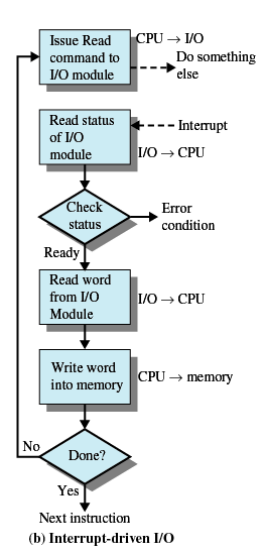 Issue Read
command to
I/O module
CPU → I/O
Do something
else
Read status
of I/O
module
Interrupt
I/O → CPU
Check
status
Error
condition
Ready
Read word
from I/O
Module
I/O → CPU
Write word
into memory
CPU → memory
No
Done?
Yes
Next instruction
(b) Interrupt-driven I/O